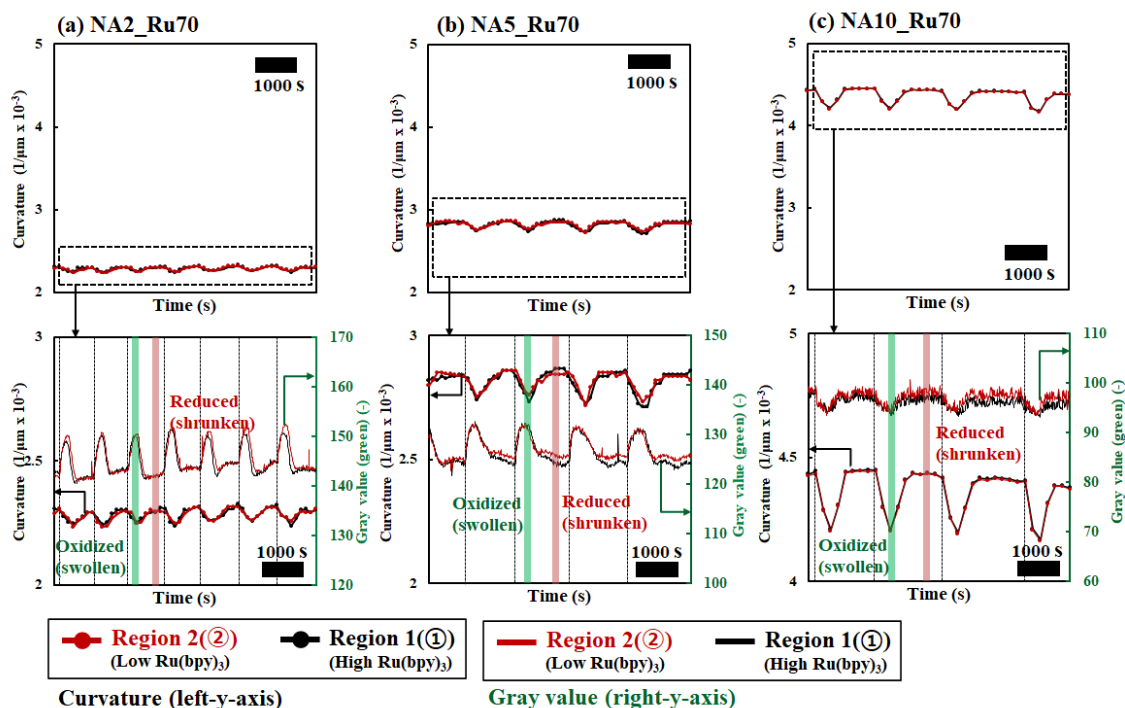 (a) NA2_Ru70
5
4
3
2
Curvature (1/μm x 10-3)
1000 s
Time (s)
(b) NA5_Ru70
5
4
3
2
Curvature (1/μm x 10-3)
1000 s
Time (s)
(c) NA10_Ru70
5
4
3
2
Curvature (1/μm x 10-3)
1000 s
Time (s)
3
2.5
2
Curvature (1/μm x 10-3)
170
160
150
140
130
120
Gray value (green) (-)
Reduced
(shrunken)
Oxidized
(swollen)
1000 s
Time (s)
3
2.5
2
Curvature (1/μm x 10-3)
150
140
130
120
110
100
Gray value (green) (-)
Oxidized
(swollen)
Reduced
(shrunken)
1000 s
Time (s)
5
4.5
4
Curvature (1/μm x 10-3)
110
100
90
80
70
60
Gray value (green) (-)
Reduced
(shrunken)
Oxidized
(swollen)
1000 s
Time (s)
Region 2(②) Region 1(①)
(Low Ru(bpy)3) (High Ru(bpy)3)
Curvature (left-y-axis)
Region 2(②) Region 1(①)
(Low Ru(bpy)3) (High Ru(bpy)3)
Gray value (right-y-axis)